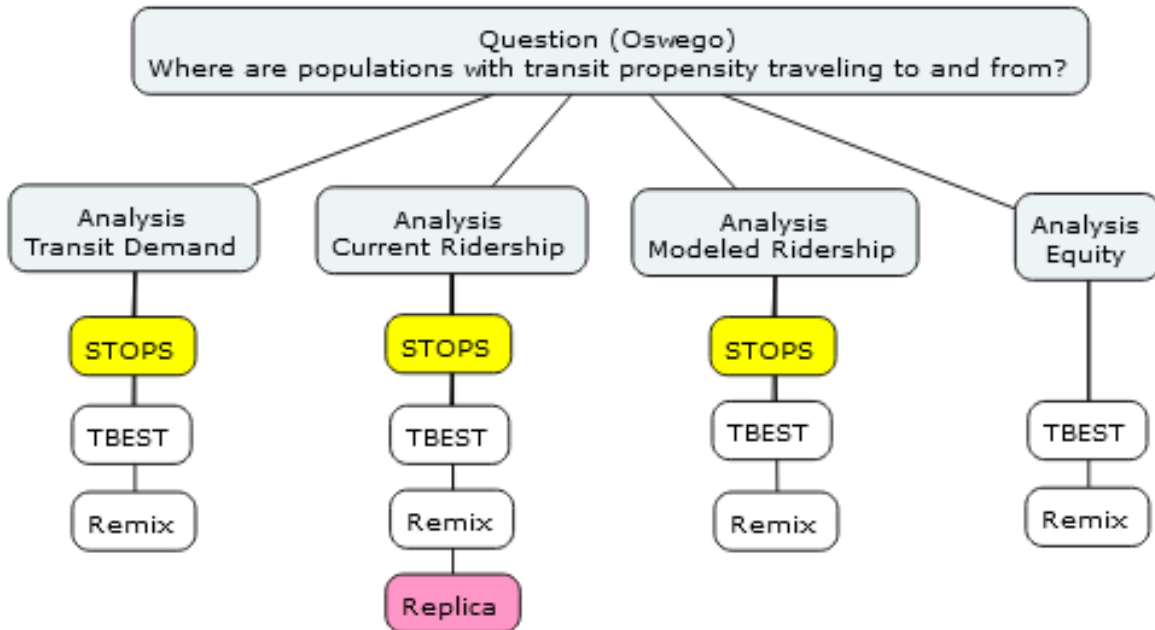 Question (Oswego)
Where are populations with transit propensity traveling to and from?
Analysis
Transit Demand
Analysis
Current Ridership
Analysis
Modeled Ridership
Analysis
Equity
STOPS
STOPS
STOPS
TBEST
TBEST
TBEST
TBEST
Remix
Remix
Remix
Remix
Replica